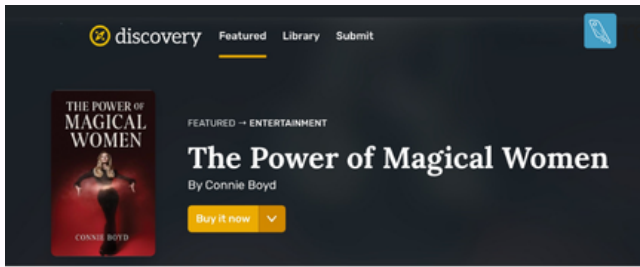 discovery Featured Library Submit
THE POWER OF
MAGICAL
WOMEN
CONNIE BOYD
FEATURED → ENTERTAINMENT
The Power of Magical Women
By Connie Boyd
Buy it now